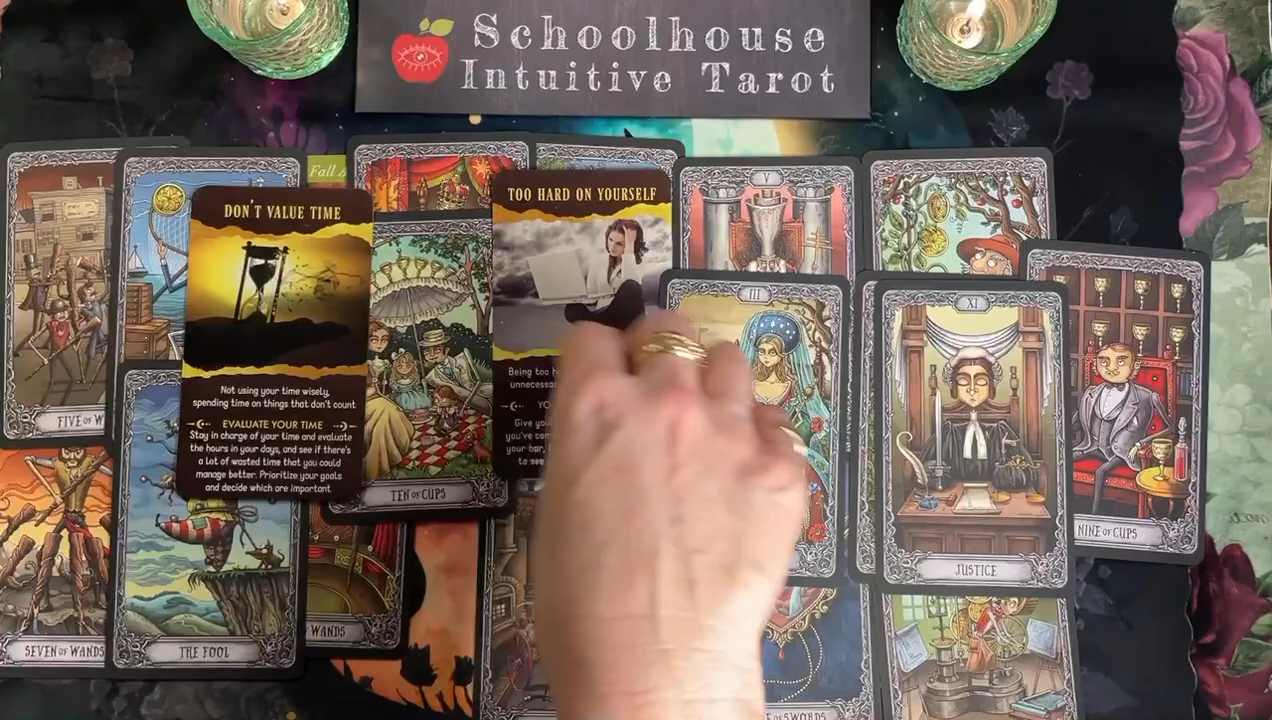 Schoolhouse
Intuitive Tarot
Fall
DON'T VALUE TIME
Not using your time wisely,
spending time on things that don't count
EVALUATE YOUR TIME
Stay in charge of your time and evaluate
the hours in your days, and see if there's
a lot of wasted time that you could
manage better. Prioritize your goals
and decide which are important
TOO HARD ON YOURSELF
Being too
Give
you've
your bar,
to see
V
III
XI
FIVE OF
TEN OF CUPS
JUSTICE
NINE OF CUPS
SEVEN OF WANDS
THE FOOL
WANDS
OF SWORDS